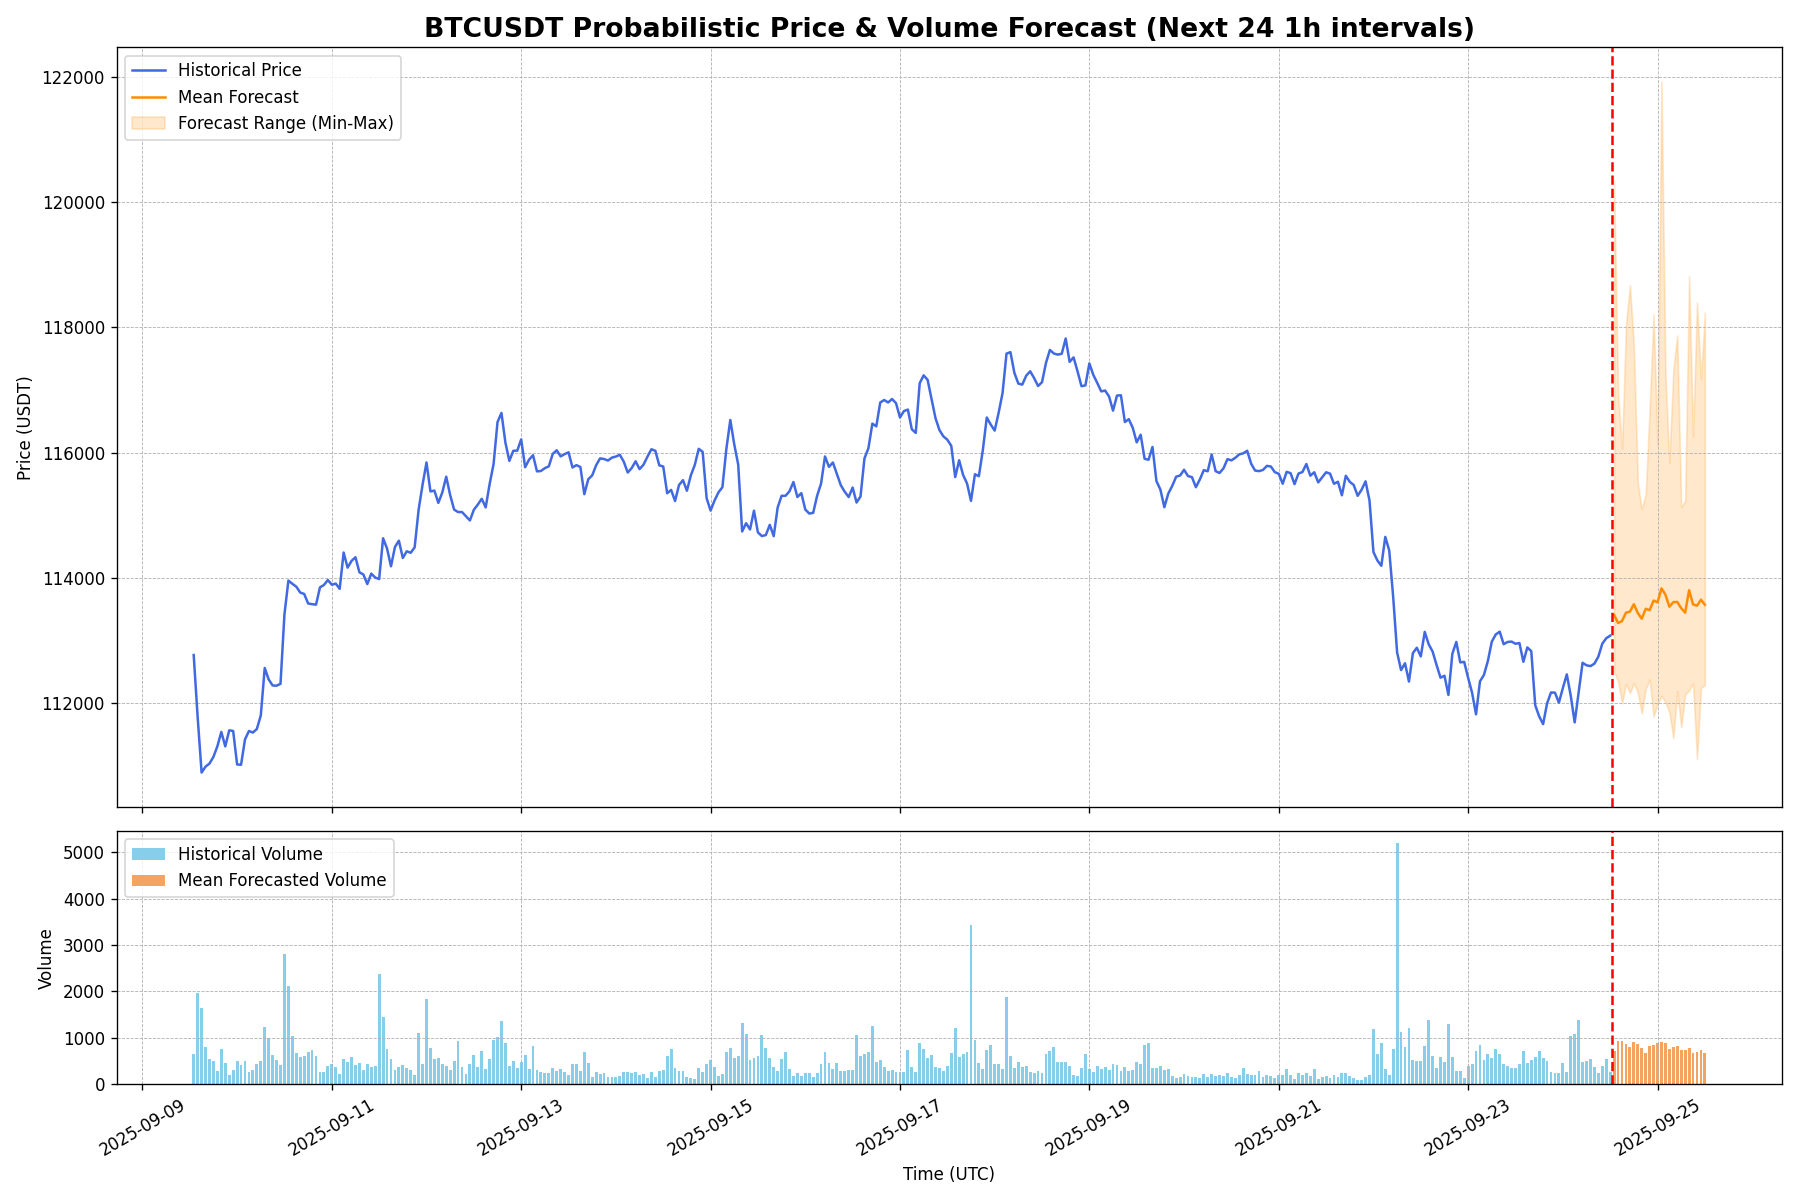 BTCUSDT Probabilistic Price & Volume Forecast (Next 24 1h intervals)
Historical Price
Mean Forecast
Forecast Range (Min-Max)
122000
120000
118000
116000
114000
112000
Price (USDT)
Historical Volume
Mean Forecasted Volume
5000
4000
3000
2000
1000
0
Volume
2025-09-09
2025-09-11
2025-09-13
2025-09-15
2025-09-17
2025-09-19
2025-09-21
2025-09-23
2025-09-25
Time (UTC)